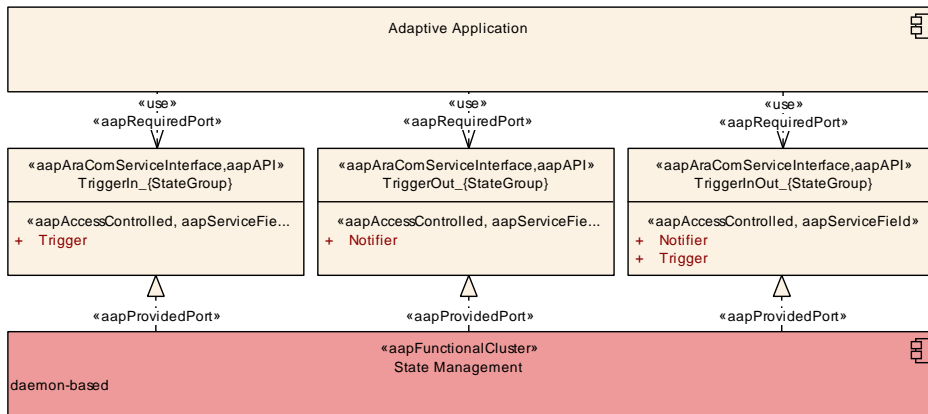 Adaptive Application
«use»
«aapRequiredPort»
«use»
«aapRequiredPort»
«use»
«aapRequiredPort»
«aapAraComServiceInterface,aapAPI»
TriggerIn_{StateGroup}
«aapAccessControlled, aapServiceFie...
+ Trigger
«aapAraComServiceInterface,aapAPI»
TriggerOut_{StateGroup}
«aapAccessControlled, aapServiceFie...
+ Notifier
«aapAraComServiceInterface,aapAPI»
TriggerInOut_{StateGroup}
«aapAccessControlled, aapServiceField»
+ Notifier
+ Trigger
«aapProvidedPort»
«aapProvidedPort»
«aapProvidedPort»
«aapFunctionalCluster»
State Management
daemon-based